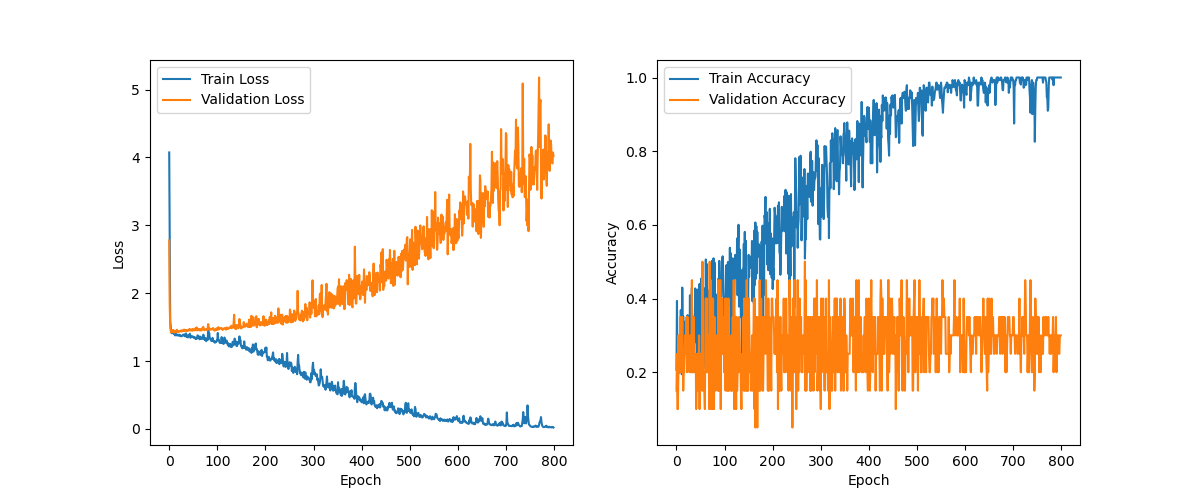 Train Loss
Validation Loss
5
4
3
2
1
0
Loss
0 100 200 300 400 500 600 700 800
Epoch
Train Accuracy
Validation Accuracy
1.0
0.8
0.6
0.4
0.2
Accuracy
0 100 200 300 400 500 600 700 800
Epoch